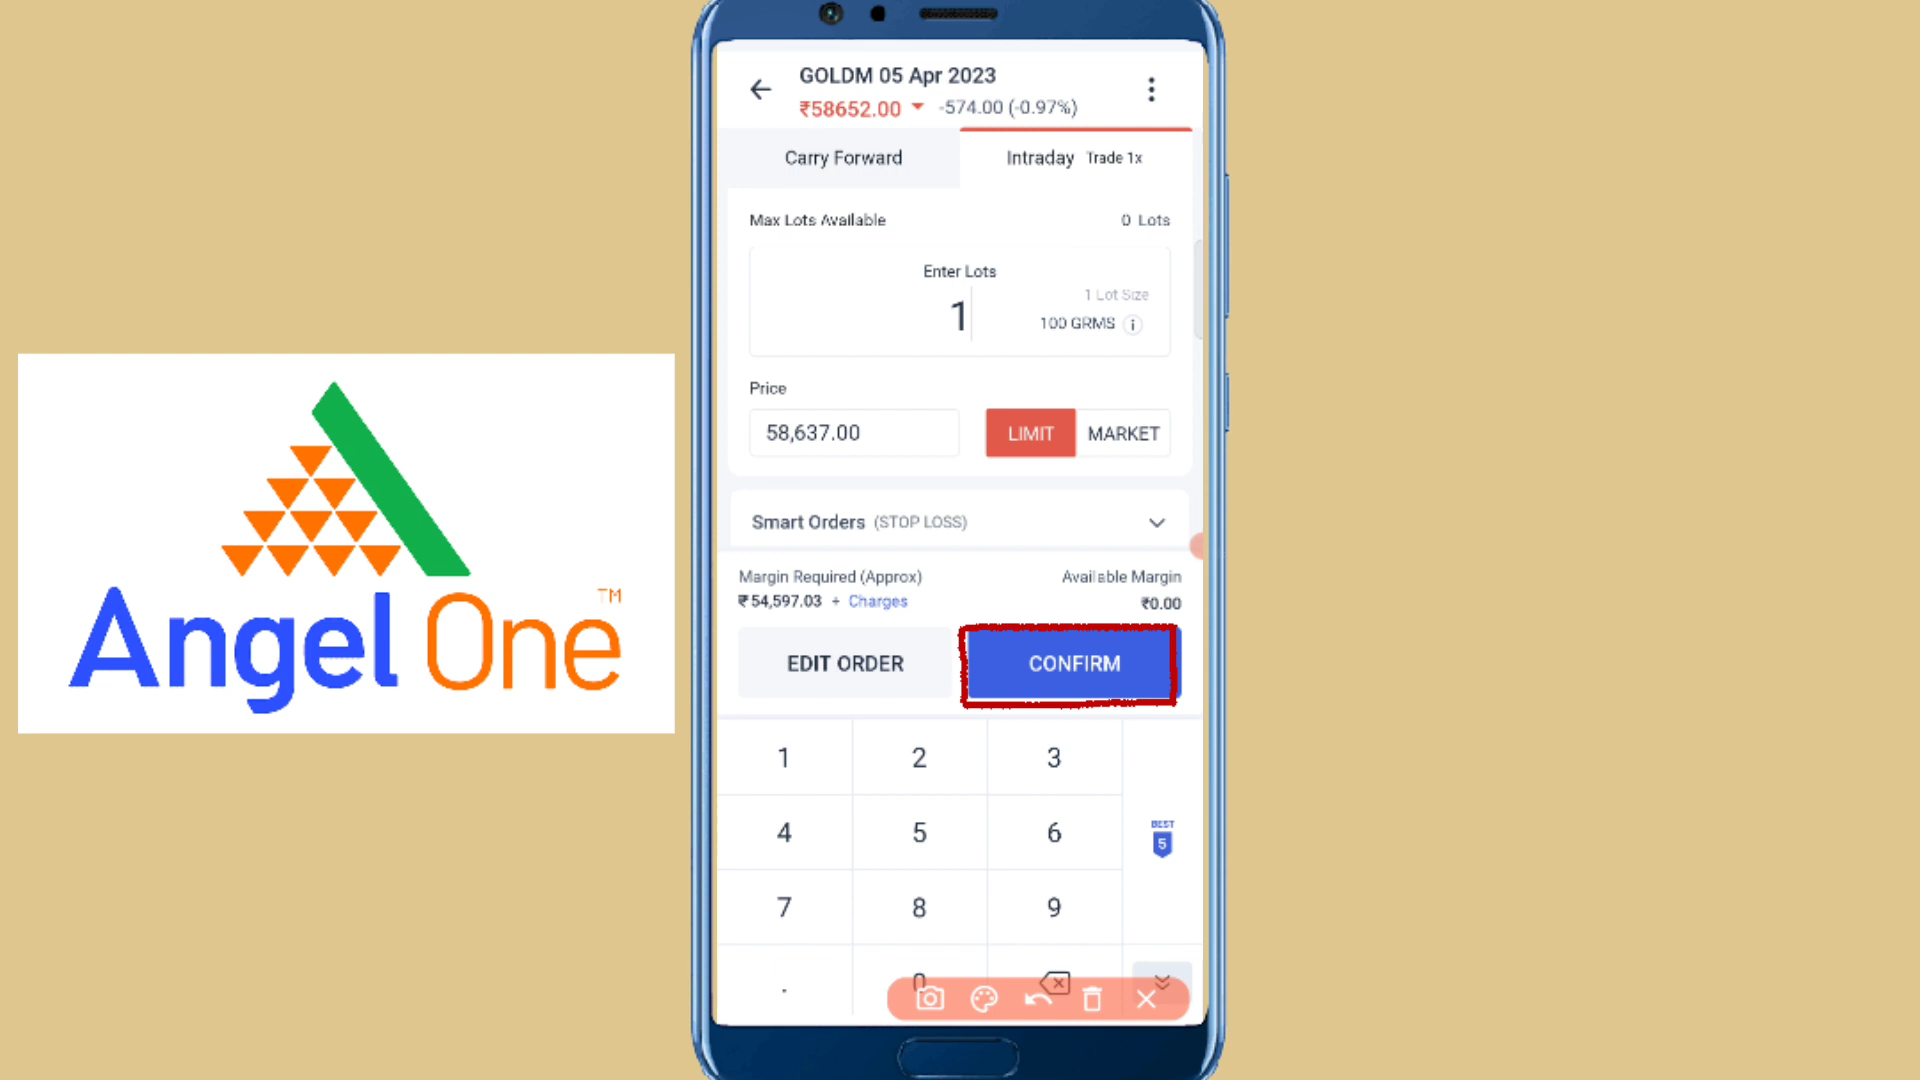 GOLDM 05 Apr 2023
₹58652.00 -574.00 (-0.97%)
Carry Forward
Intraday Trade 1x
Max Lots Available
0 Lots
Enter Lots
1
1 Lot Size
100 GRMS
Price
58,637.00
LIMIT
MARKET
Smart Orders (STOP LOSS)
Margin Required (Approx)
Available Margin
₹54,597.03 + Charges
₹0.00
EDIT ORDER
CONFIRM
1 2 3
4 5 6
BEST
5
7 8 9
. 0
Angel One TM